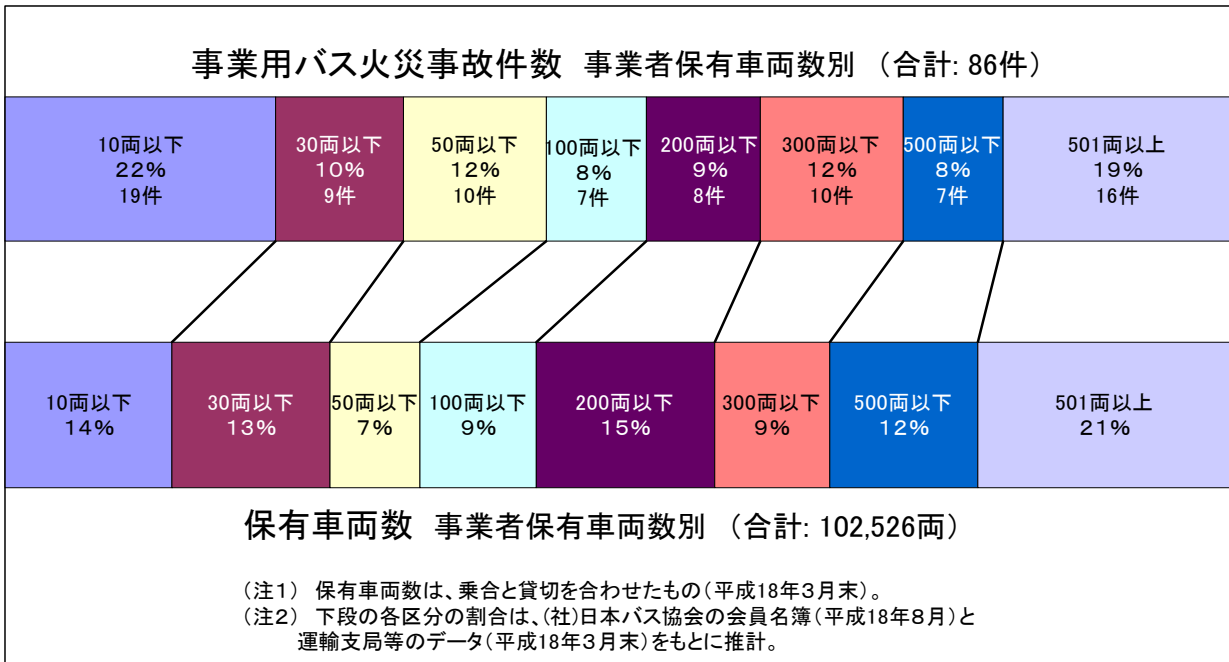 事業用バス火災事故件数 事業者保有車両数別 (合計: 86件)
10両以下
22%
19件
30両以下
10%
9件
50両以下
12%
10件
100両以下
8%
7件
200両以下
9%
8件
300両以下
12%
10件
500両以下
8%
7件
501両以上
19%
16件
10両以下
14%
30両以下
13%
50両以下
7%
100両以下
9%
200両以下
15%
300両以下
9%
500両以下
12%
501両以上
21%
保有車両数 事業者保有車両数別 (合計: 102,526両)
(注1) 保有車両数は、乗合と貸切を合わせたもの(平成18年3月末)。
(注2) 下段の各区分の割合は、(社)日本バス協会の会員名簿(平成18年8月)と
運輸支局等のデータ(平成18年3月末)をもとに推計。